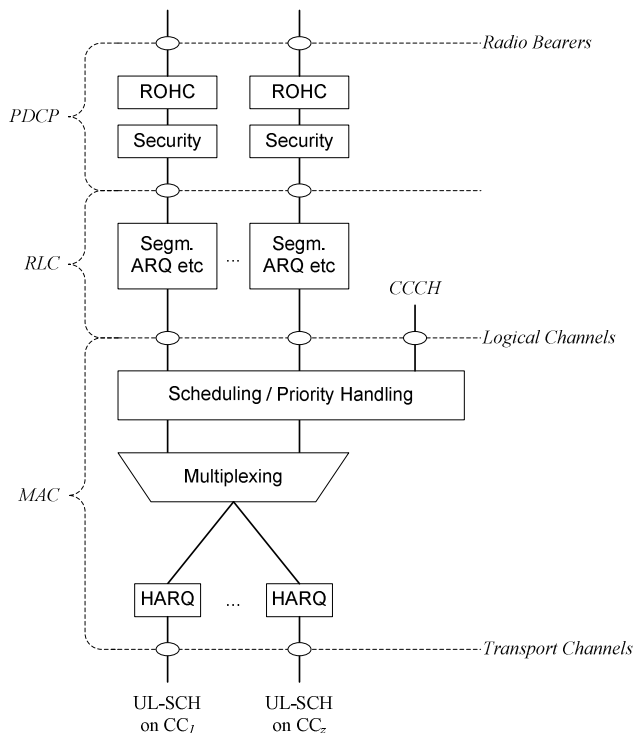 Radio Bearers
ROHC ROHC
PDCP
Security Security
Segm. ARQ etc ... Segm. ARQ etc
RLC
CCCH
Logical Channels
Scheduling / Priority Handling
Multiplexing
MAC
HARQ ... HARQ
Transport Channels
UL-SCH on CC1 UL-SCH on CCz